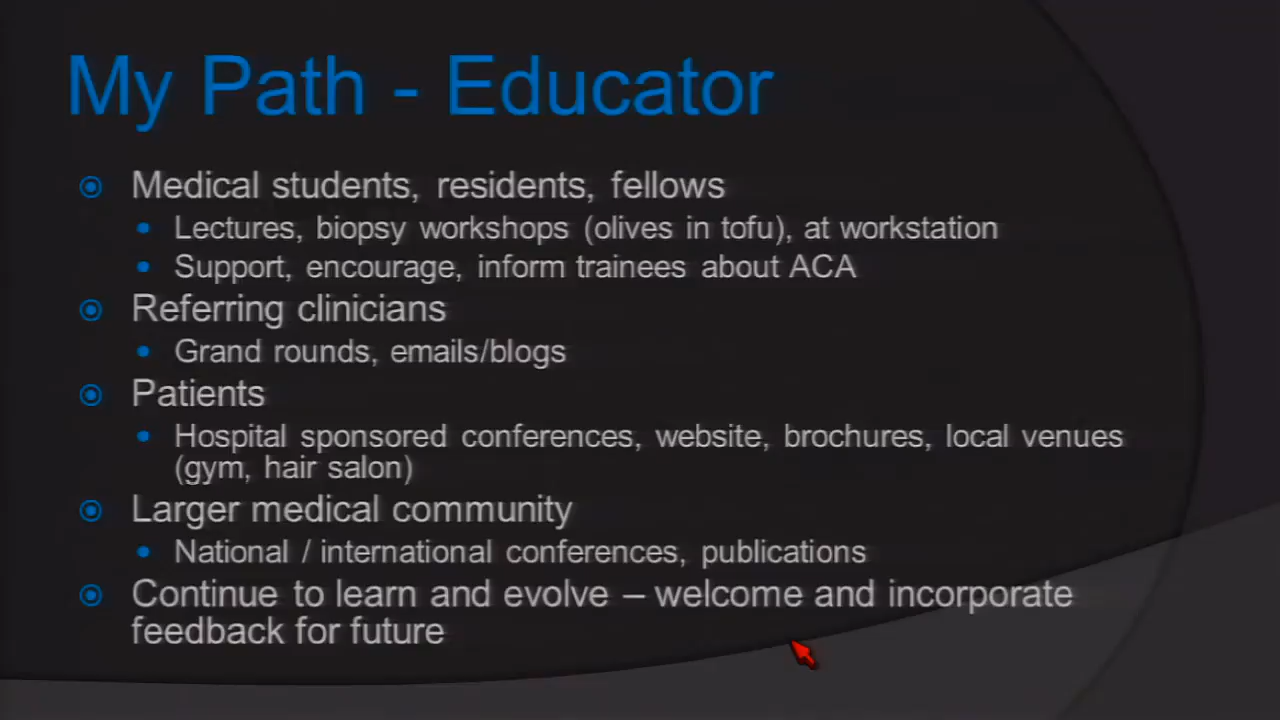 My Path - Educator
Medical students, residents, fellows
Lectures, biopsy workshops (olives in tofu), at workstation
Support, encourage, inform trainees about ACA
Referring clinicians
Grand rounds, emails/blogs
Patients
Hospital sponsored conferences, website, brochures, local venues
(gym, hair salon)
Larger medical community
National / international conferences, publications
Continue to learn and evolve – welcome and incorporate
feedback for future